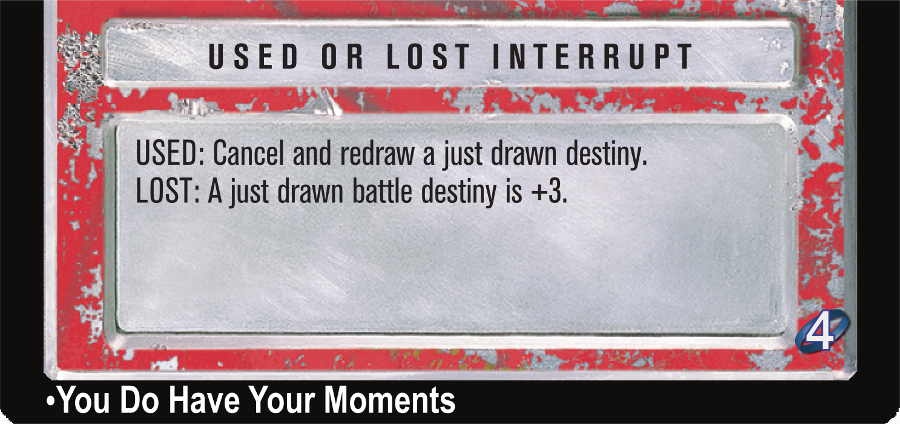 USED OR LOST INTERRUPT
USED: Cancel and redraw a just drawn destiny.
LOST: A just drawn battle destiny is +3.
4
•You Do Have Your Moments